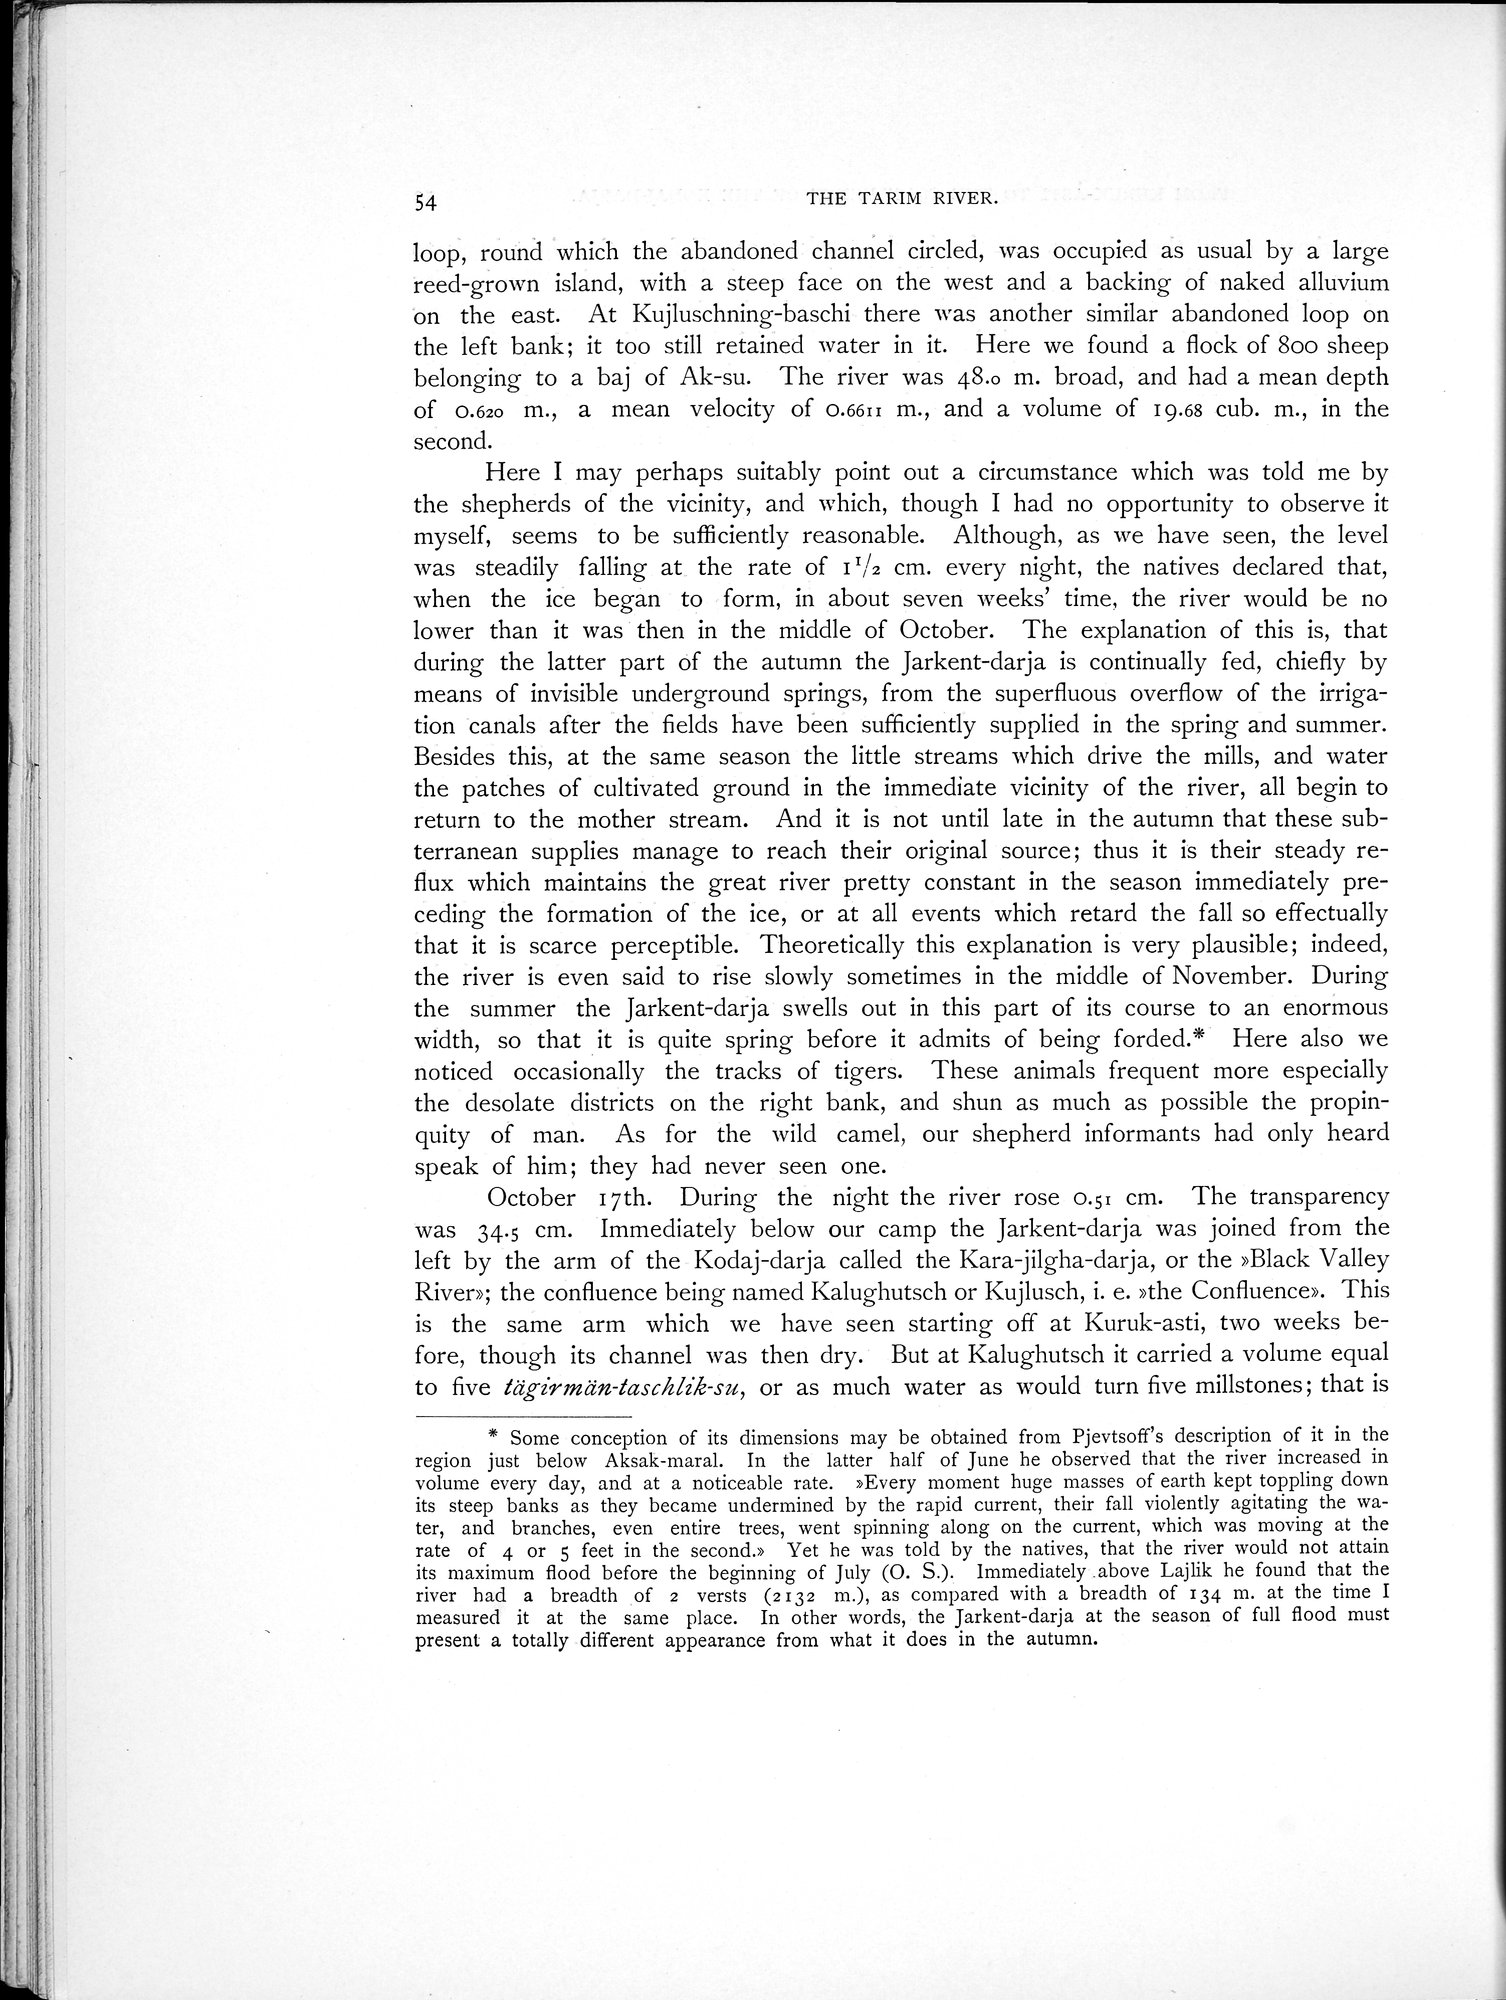 54
THE TARIM RIVER.
loop, round which the abandoned channel circled, was occupied as usual by a large
reed-grown island, with a steep face on the west and a backing of naked alluvium
on the east. At Kujluschning-baschi there was another similar abandoned loop on
the left bank; it too still retained water in it. Here we found a flock of 800 sheep
belonging to a baj of Ak-su. The river was 48.0 m. broad, and had a mean depth
of 0.620 m., a mean velocity of 0.6611 m., and a volume of 19.68 cub. m., in the
second.
Here I may perhaps suitably point out a circumstance which was told me by
the shepherds of the vicinity, and which, though I had no opportunity to observe it
myself, seems to be sufficiently reasonable. Although, as we have seen, the level
was steadily falling at the rate of 1 1/2 cm. every night, the natives declared that,
when the ice began to form, in about seven weeks' time, the river would be no
lower than it was then in the middle of October. The explanation of this is, that
during the latter part of the autumn the Jarkent-darja is continually fed, chiefly by
means of invisible underground springs, from the superfluous overflow of the irriga-
tion canals after the fields have been sufficiently supplied in the spring and summer.
Besides this, at the same season the little streams which drive the mills, and water
the patches of cultivated ground in the immediate vicinity of the river, all begin to
return to the mother stream. And it is not until late in the autumn that these sub-
terranean supplies manage to reach their original source; thus it is their steady re-
flux which maintains the great river pretty constant in the season immediately pre-
ceding the formation of the ice, or at all events which retard the fall so effectually
that it is scarce perceptible. Theoretically this explanation is very plausible; indeed,
the river is even said to rise slowly sometimes in the middle of November. During
the summer the Jarkent-darja swells out in this part of its course to an enormous
width, so that it is quite spring before it admits of being forded.* Here also we
noticed occasionally the tracks of tigers. These animals frequent more especially
the desolate districts on the right bank, and shun as much as possible the propin-
quity of man. As for the wild camel, our shepherd informants had only heard
speak of him; they had never seen one.
October 17th. During the night the river rose 0.51 cm. The transparency
was 34.5 cm. Immediately below our camp the Jarkent-darja was joined from the
left by the arm of the Kodaj-darja called the Kara-jilgha-darja, or the »Black Valley
River»; the confluence being named Kalughutsch or Kujlusch, i. e. »the Confluence». This
is the same arm which we have seen starting off at Kuruk-asti, two weeks be-
fore, though its channel was then dry. But at Kalughutsch it carried a volume equal
to five tägirmän-taschlik-su, or as much water as would turn five millstones; that is
* Some conception of its dimensions may be obtained from Pjevtsoff's description of it in the
region just below Aksak-maral. In the latter half of June he observed that the river increased in
volume every day, and at a noticeable rate. »Every moment huge masses of earth kept toppling down
its steep banks as they became undermined by the rapid current, their fall violently agitating the wa-
ter, and branches, even entire trees, went spinning along on the current, which was moving at the
rate of 4 or 5 feet in the second.» Yet he was told by the natives, that the river would not attain
its maximum flood before the beginning of July (O. S.). Immediately above Lajlik he found that the
river had a breadth of 2 versts (2132 m.), as compared with a breadth of 134 m. at the time I
measured it at the same place. In other words, the Jarkent-darja at the season of full flood must
present a totally different appearance from what it does in the autumn.